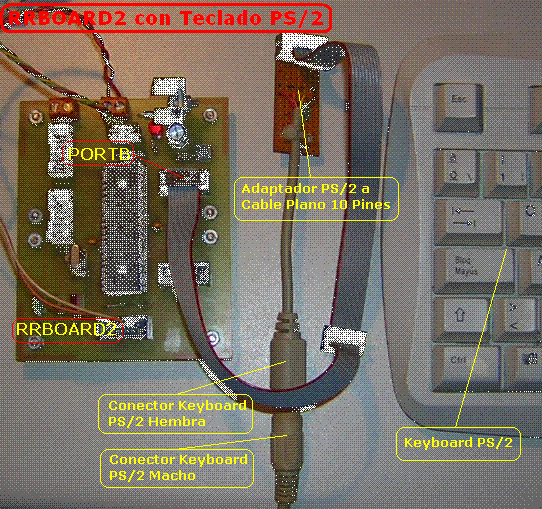 RRBOARD2 con Teclado PS/2
PORTB
Adaptador PS/2 a
Cable Plano 10 Pines
RRBOARD2
Conector Keyboard
PS/2 Hembra
Conector Keyboard
PS/2 Macho
Keyboard PS/2
Esc
1
Bloq
Mayus
<
Ctrl